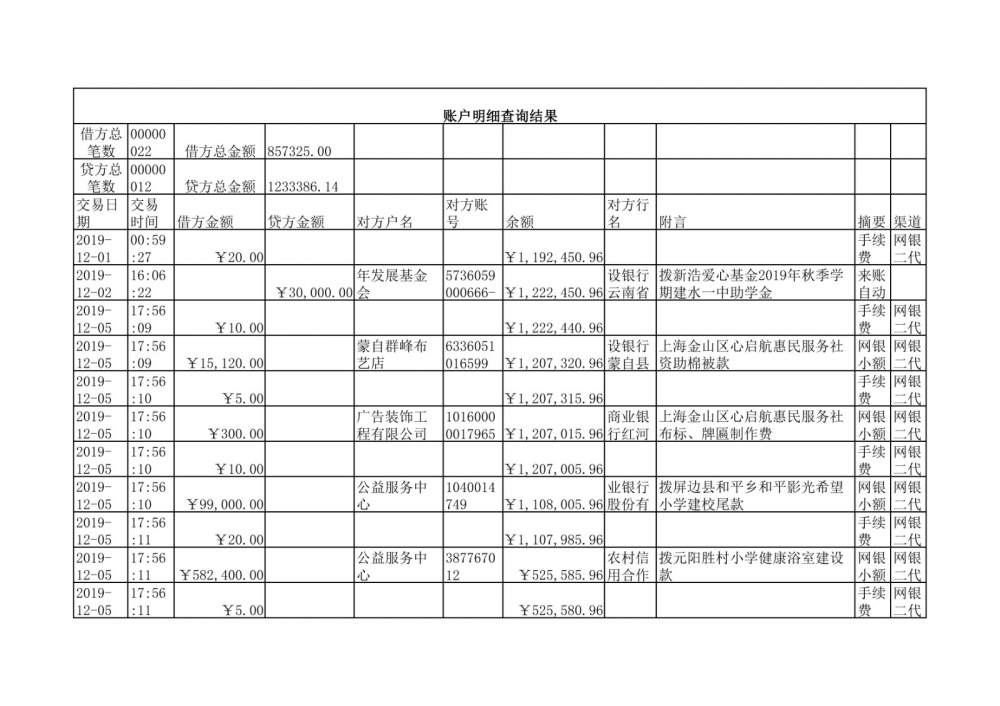 账户明细查询结果
借方总 00000
笔数 022 借方总金额 857325.00
贷方总 00000
笔数 012 贷方总金额 1233386.14
交易日 交易 对方账 对方行
期 时间 借方金额 贷方金额 对方户名 号 余额 名 附言 摘要 渠道
2019- 00:59 手续 网银
12-01 :27 ￥20.00 ￥1,192,450.96 费 二代
2019- 16:06 年发展基金 5736059 设银行 拨新浩爱心基金2019年秋季学 来账
12-02 :22 ￥30,000.00 会 000666- ￥1,222,450.96 云南省 期建水一中助学金 自动
2019- 17:56 手续 网银
12-05 :09 ￥10.00 ￥1,222,440.96 费 二代
2019- 17:56 蒙自群峰布 6336051 设银行 上海金山区心启航惠民服务社 网银 网银
12-05 :09 ￥15,120.00 艺店 016599 ￥1,207,320.96 蒙自县 资助棉被款 小额 二代
2019- 17:56 手续 网银
12-05 :10 ￥5.00 ￥1,207,315.96 费 二代
2019- 17:56 广告装饰工 1016000 商业银 上海金山区心启航惠民服务社 网银 网银
12-05 :10 ￥300.00 程有限公司 0017965 ￥1,207,015.96 行红河 布标、牌匾制作费 小额 二代
2019- 17:56 手续 网银
12-05 :10 ￥10.00 ￥1,207,005.96 费 二代
2019- 17:56 公益服务中 1040014 业银行 拨屏边县和平乡和平影光希望 网银 网银
12-05 :10 ￥99,000.00 心 749 ￥1,108,005.96 股份有 小学建校尾款 小额 二代
2019- 17:56 手续 网银
12-05 :11 ￥20.00 ￥1,107,985.96 费 二代
2019- 17:56 公益服务中 3877670 农村信 拨元阳胜村小学健康浴室建设 网银 网银
12-05 :11 ￥582,400.00 心 12 ￥525,585.96 用合作 款 小额 二代
2019- 17:56 手续 网银
12-05 :11 ￥5.00 ￥525,580.96 费 二代